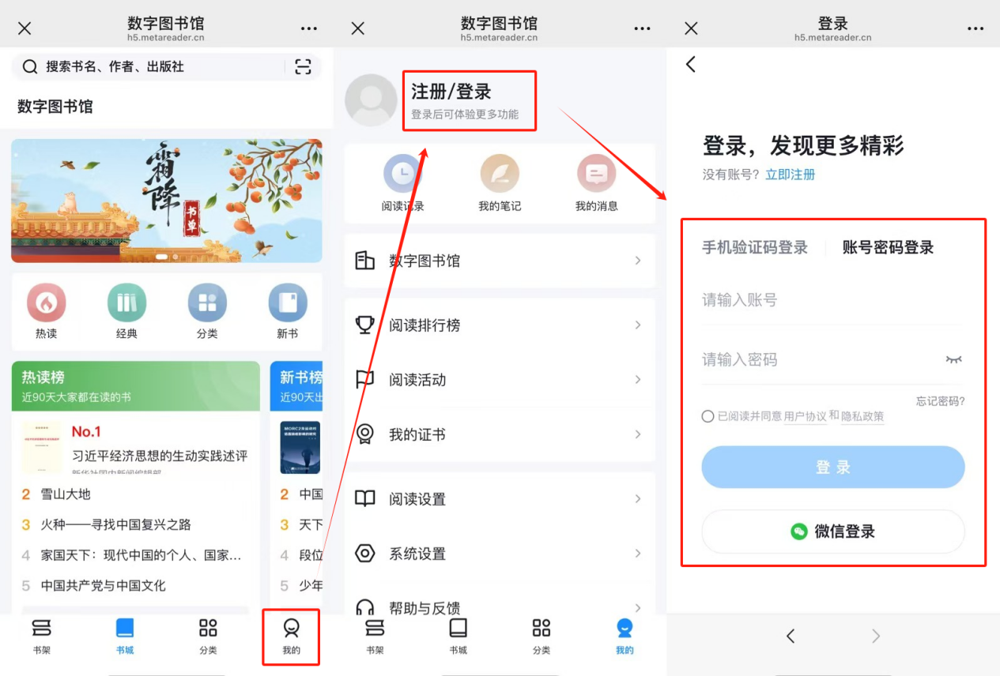 数字图书馆
h5.metareader.cn
搜索书名、作者、出版社
数字图书馆
霜降
书单
热读
经典
分类
新书
热读榜
近90天大家都在读的书
No.1
习近平经济思想的生动实践述评
新华社国内新闻编辑部
2 雪山大地
3 火种——寻找中国复兴之路
4 家国天下：现代中国的个人、国家...
5 中国共产党与中国文化
新书榜
近90天出
2 中国
3 天下
4 段位
5 少年
书架
书城
分类
我的
数字图书馆
h5.metareader.cn
注册/登录
登录后可体验更多功能
阅读记录
我的笔记
我的消息
数字图书馆
阅读排行榜
阅读活动
我的证书
阅读设置
系统设置
帮助与反馈
书架
书城
分类
我的
登录
h5.metareader.cn
登录，发现更多精彩
没有账号？立即注册
手机验证码登录
账号密码登录
请输入账号
请输入密码
忘记密码?
已阅读并同意 用户协议 和 隐私政策
登 录
微信登录